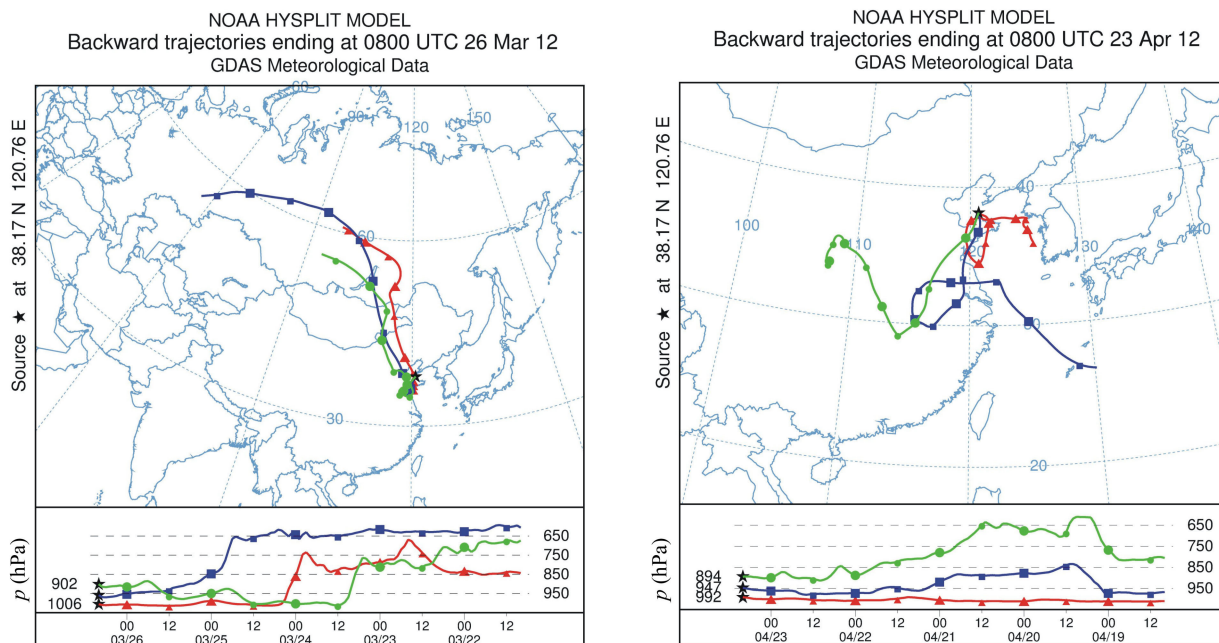 NOAA HYSPLIT MODEL
Backward trajectories ending at 0800 UTC 26 Mar 12
GDAS Meteorological Data
Source ★ at 38.17 N 120.76 E
60
90
120
150
60
30
p (hPa)
902
1006
650
750
850
950
00 12 00 12 00 12 00 12 00 12
03/26 03/25 03/24 03/23 03/22
NOAA HYSPLIT MODEL
Backward trajectories ending at 0800 UTC 23 Apr 12
GDAS Meteorological Data
Source ★ at 38.17 N 120.76 E
40
100
110
120
130
140
30
20
p (hPa)
894
947
992
650
750
850
950
00 12 00 12 00 12 00 12 00 12
04/23 04/22 04/21 04/20 04/19